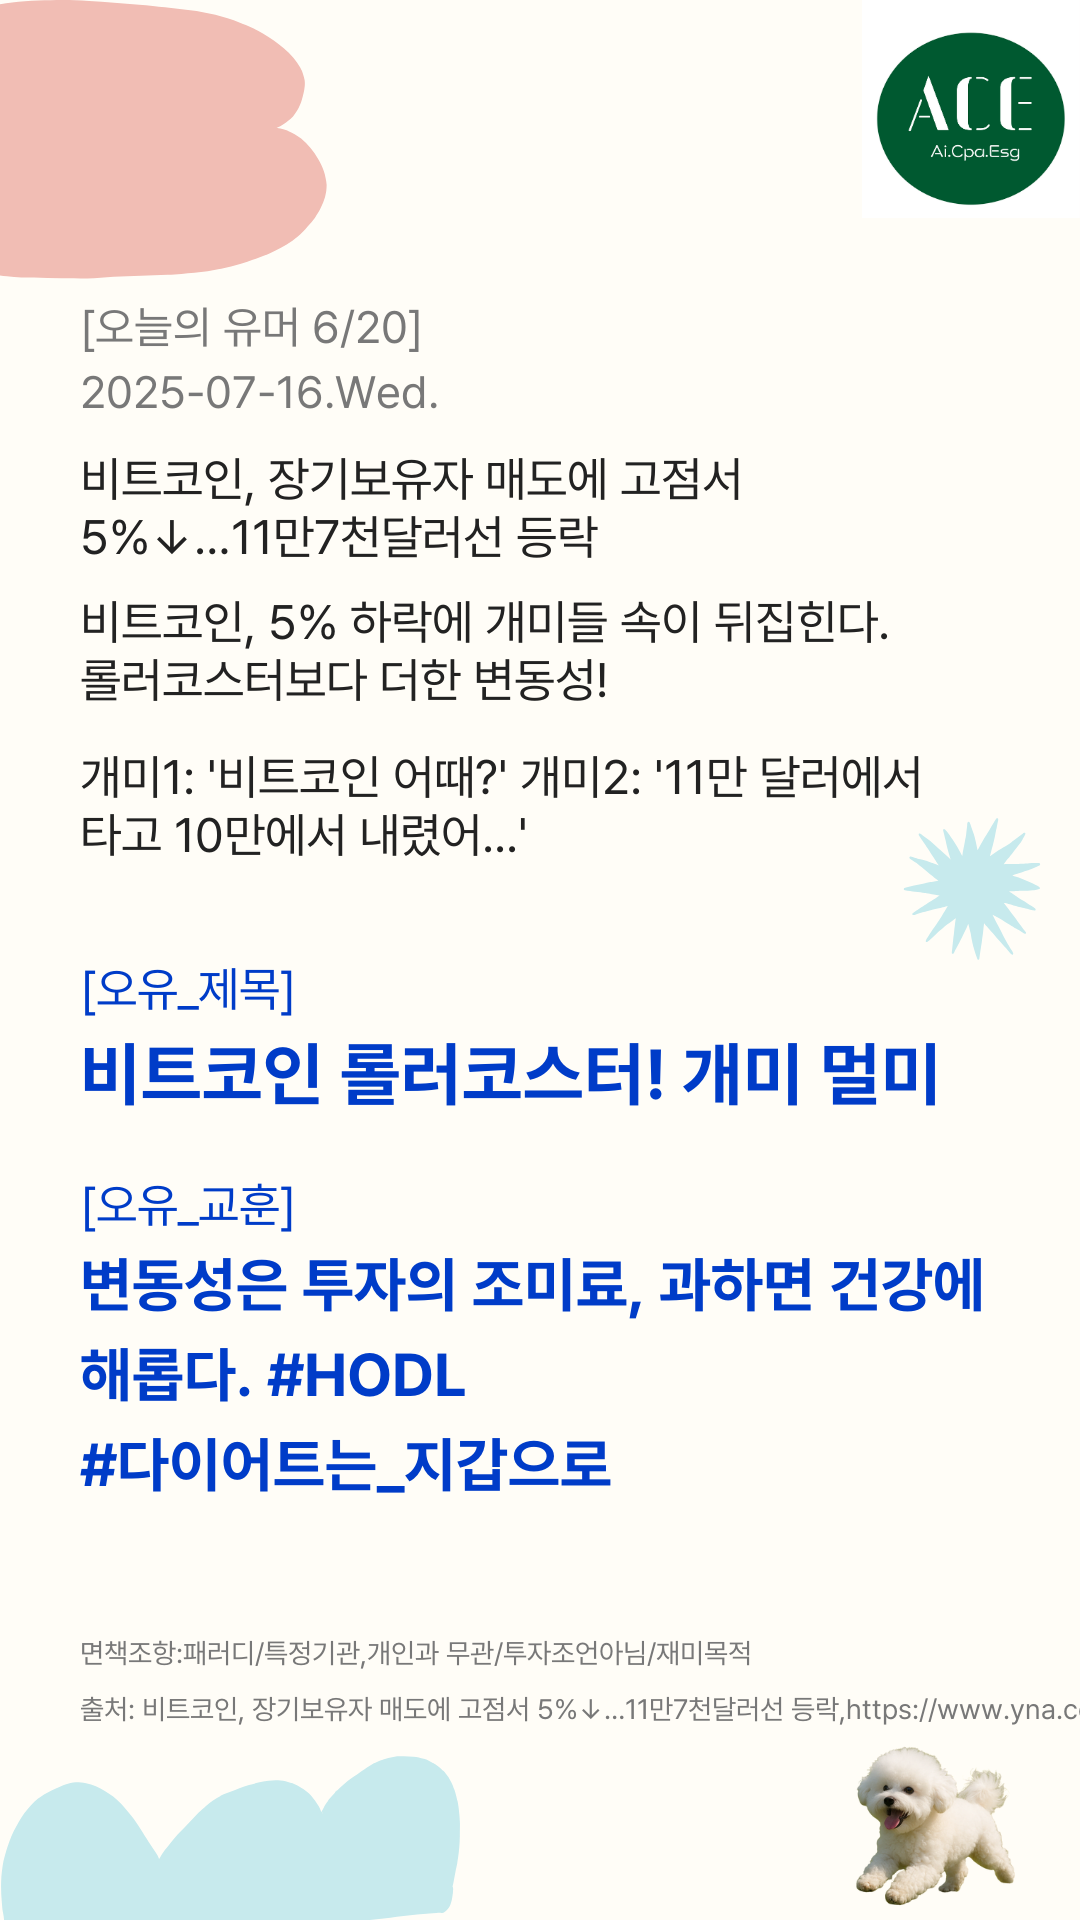 ACE
Ai.Cpa.Esg
[오늘의 유머 6/20]
2025-07-16.Wed.
비트코인, 장기보유자 매도에 고점서
5%↓...11만7천달러선 등락
비트코인, 5% 하락에 개미들 속이 뒤집힌다.
롤러코스터보다 더한 변동성!
개미1: '비트코인 어때?' 개미2: '11만 달러에서
타고 10만에서 내렸어...'
[오유_제목]
비트코인 롤러코스터! 개미 멀미
[오유_교훈]
변동성은 투자의 조미료, 과하면 건강에
해롭다. #HODL
#다이어트는_지갑으로
면책조항:패러디/특정기관,개인과 무관/투자조언아님/재미목적
출처: 비트코인, 장기보유자 매도에 고점서 5%↓...11만7천달러선 등락,https://www.yna.c